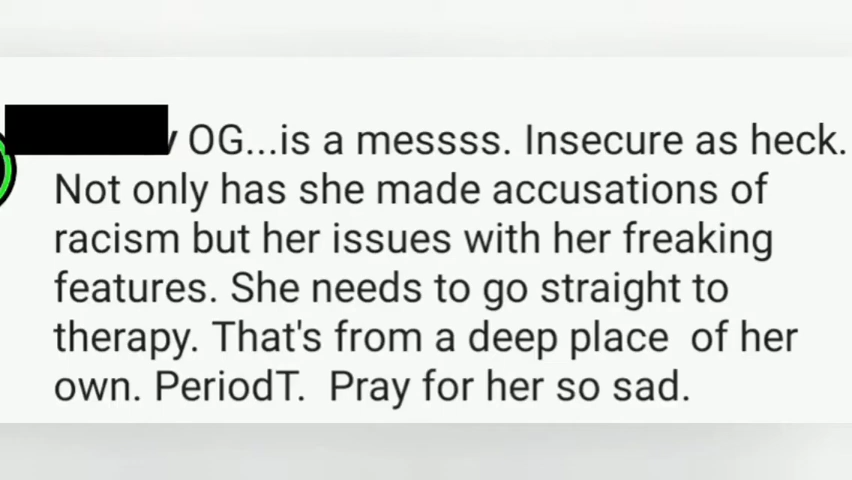 OG...is a messss. Insecure as heck.
Not only has she made accusations of
racism but her issues with her freaking
features. She needs to go straight to
therapy. That's from a deep place  of her
own. PeriodT.  Pray for her so sad.